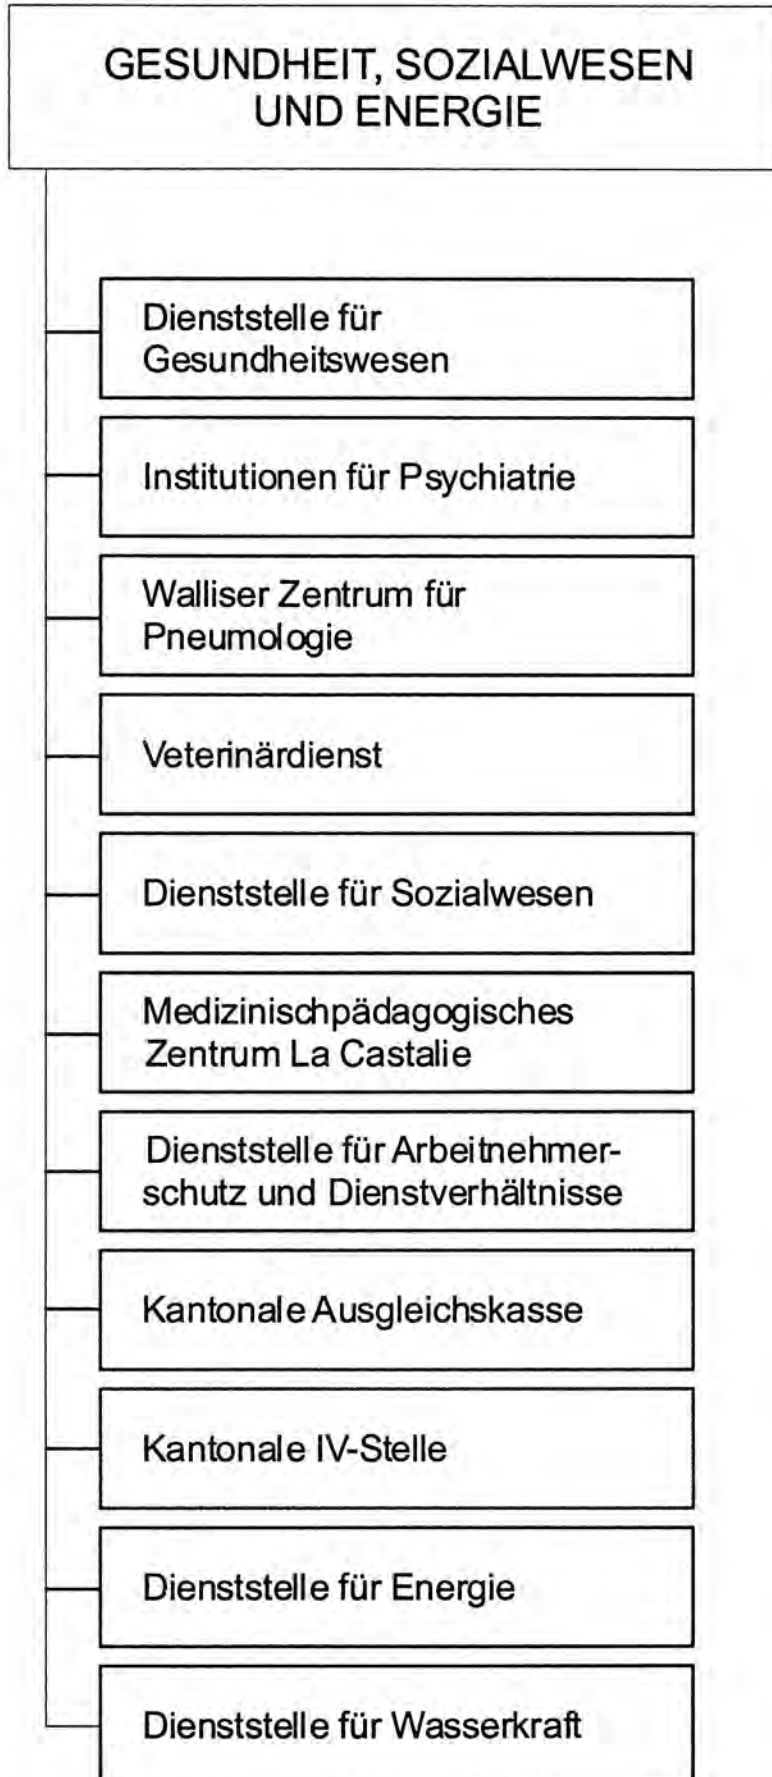 GESUNDHEIT, SOZIALWESEN
UND ENERGIE
Dienststelle für
Gesundheitswesen
Institutionen für Psychiatrie
Walliser Zentrum für
Pneumologie
Veterinärdienst
Dienststelle für Sozialwesen
Medizinischpädagogisches
Zentrum La Castalie
Dienststelle für Arbeitnehmer-
schutz und Dienstverhältnisse
Kantonale Ausgleichskasse
Kantonale IV-Stelle
Dienststelle für Energie
Dienststelle für Wasserkraft